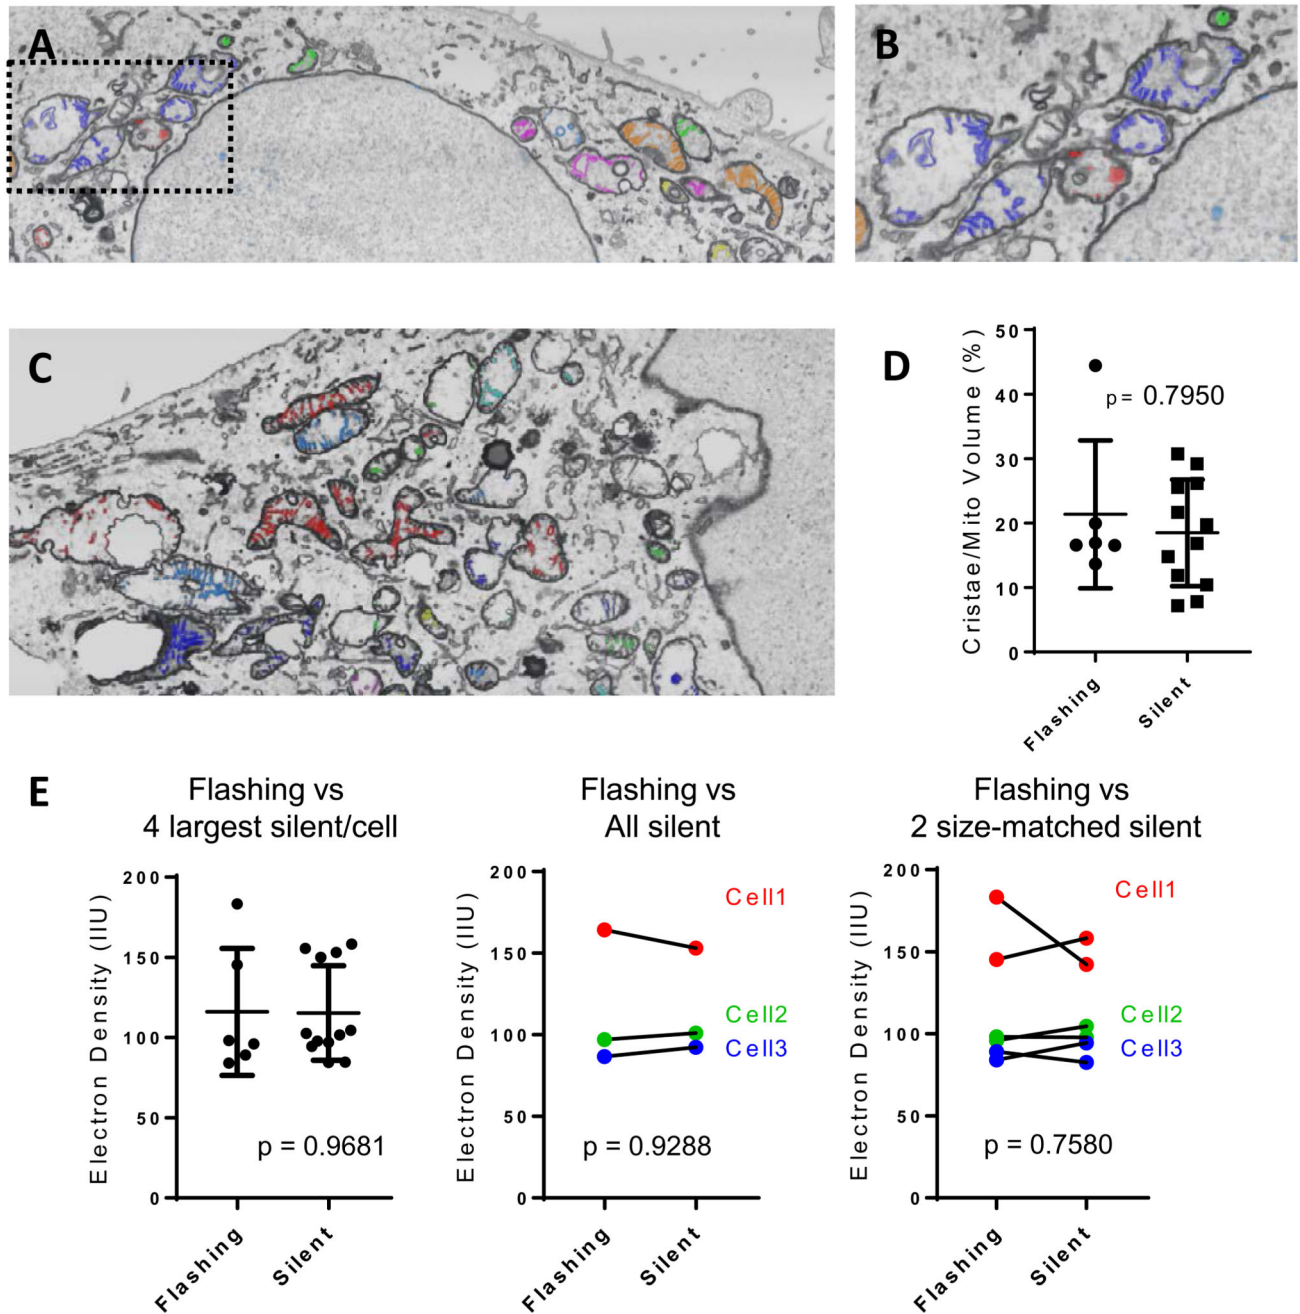 A
B
C
D
Cristae/Mito Volume (%)
50
40
30
20
10
0
p = 0.7950
Flashing
Silent
E
Flashing vs
4 largest silent/cell
Electron Density (IIU)
200
150
100
50
0
p = 0.9681
Flashing
Silent
Flashing vs
All silent
Electron Density (IIU)
200
150
100
50
0
Cell1
Cell2
Cell3
p = 0.9288
Flashing
Silent
Flashing vs
2 size-matched silent
Electron Density (IIU)
200
150
100
50
0
Cell1
Cell2
Cell3
p = 0.7580
Flashing
Silent